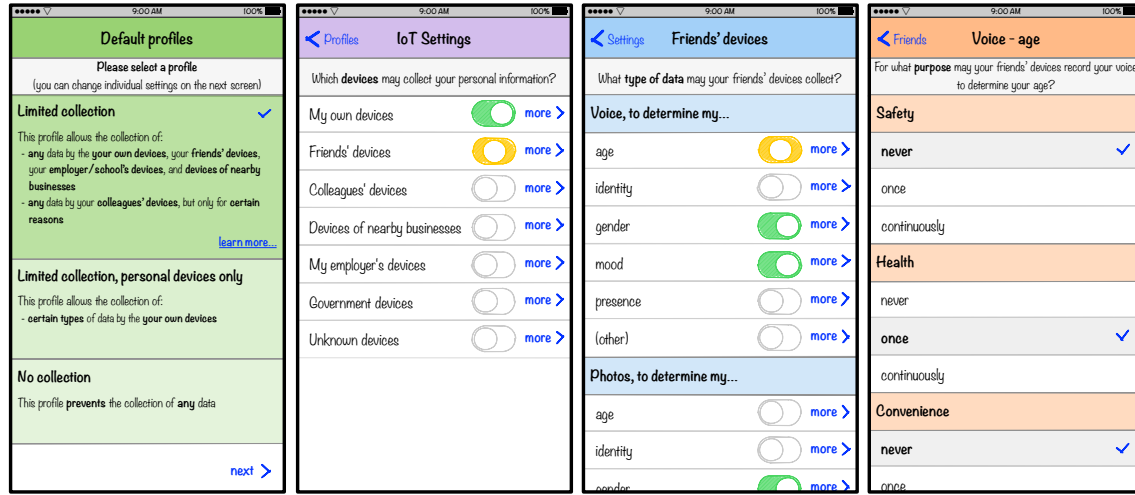 9:00 AM 100%
Default profiles
Please select a profile
(you can change individual settings on the next screen)
Limited collection
This profile allows the collection of:
- any data by the your own devices, your friends' devices,
your employer/school's devices, and devices of nearby
businesses
- any data by your colleagues' devices, but only for certain
reasons
learn more...
Limited collection, personal devices only
This profile allows the collection of:
- certain types of data by the your own devices
No collection
This profile prevents the collection of any data
next
9:00 AM 100%
Profiles IoT Settings
Which devices may collect your personal information?
My own devices more
Friends' devices more
Colleagues' devices more
Devices of nearby businesses more
My employer's devices more
Government devices more
Unknown devices more
9:00 AM 100%
Settings Friends' devices
What type of data may your friends' devices collect?
Voice, to determine my...
age more
identity more
gender more
mood more
presence more
(other) more
Photos, to determine my...
age more
identity more
gender more
9:00 AM 100%
Friends Voice - age
For what purpose may your friends' devices record your voice
to determine your age?
Safety
never
once
continuously
Health
never
once
continuously
Convenience
never
once